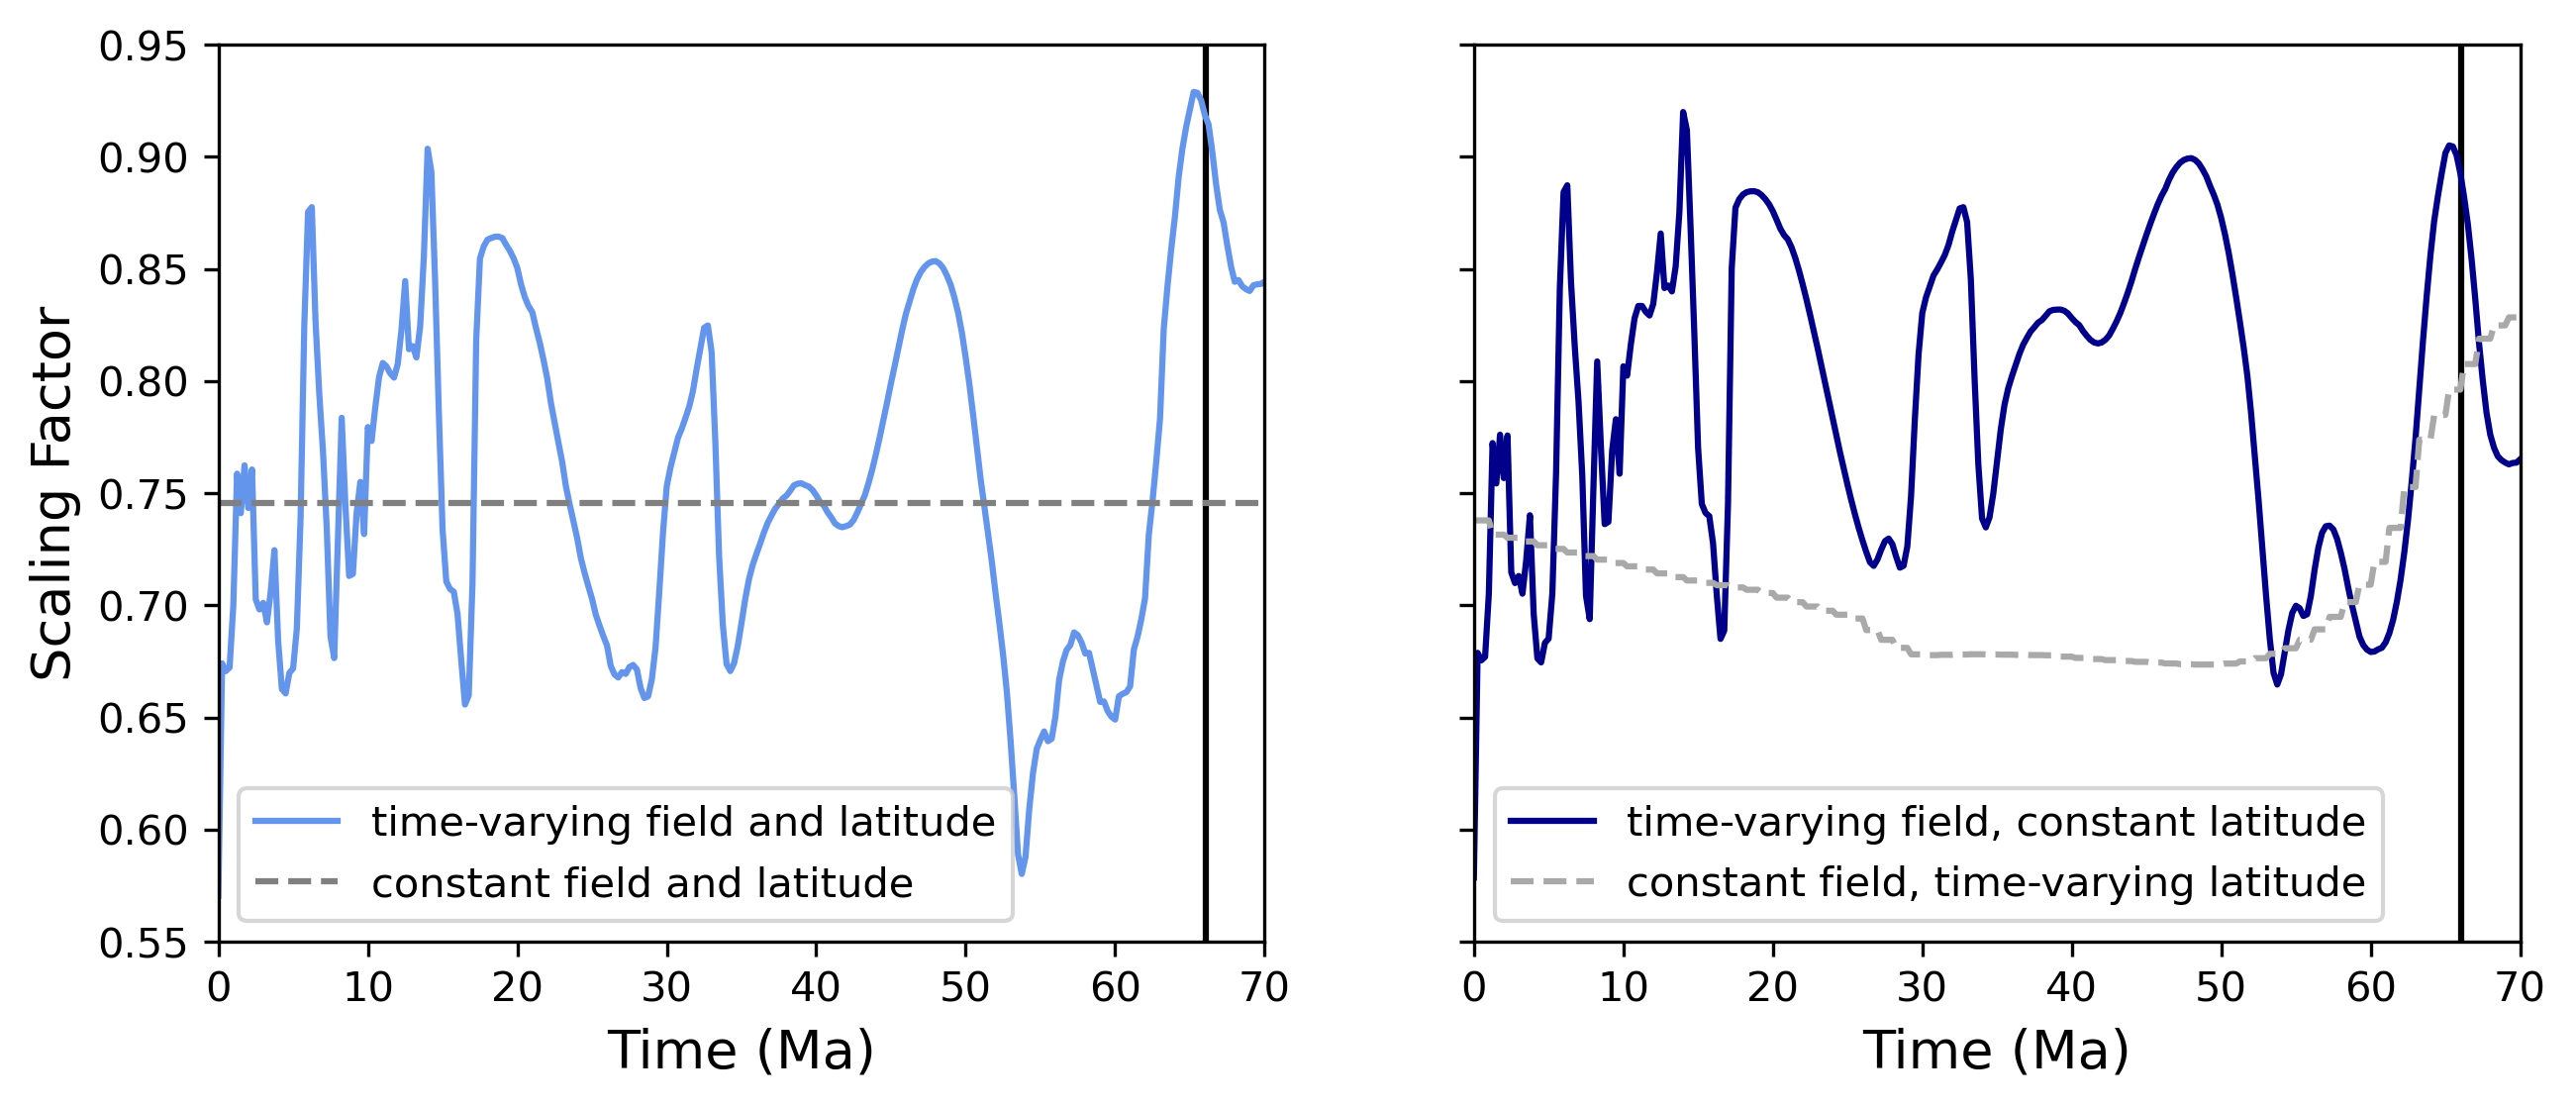 0.95
0.90
0.85
0.80
0.75
0.70
0.65
0.60
0.55
Scaling Factor
time-varying field and latitude
constant field and latitude
0 10 20 30 40 50 60 70
Time (Ma)
time-varying field, constant latitude
constant field, time-varying latitude
0 10 20 30 40 50 60 70
Time (Ma)